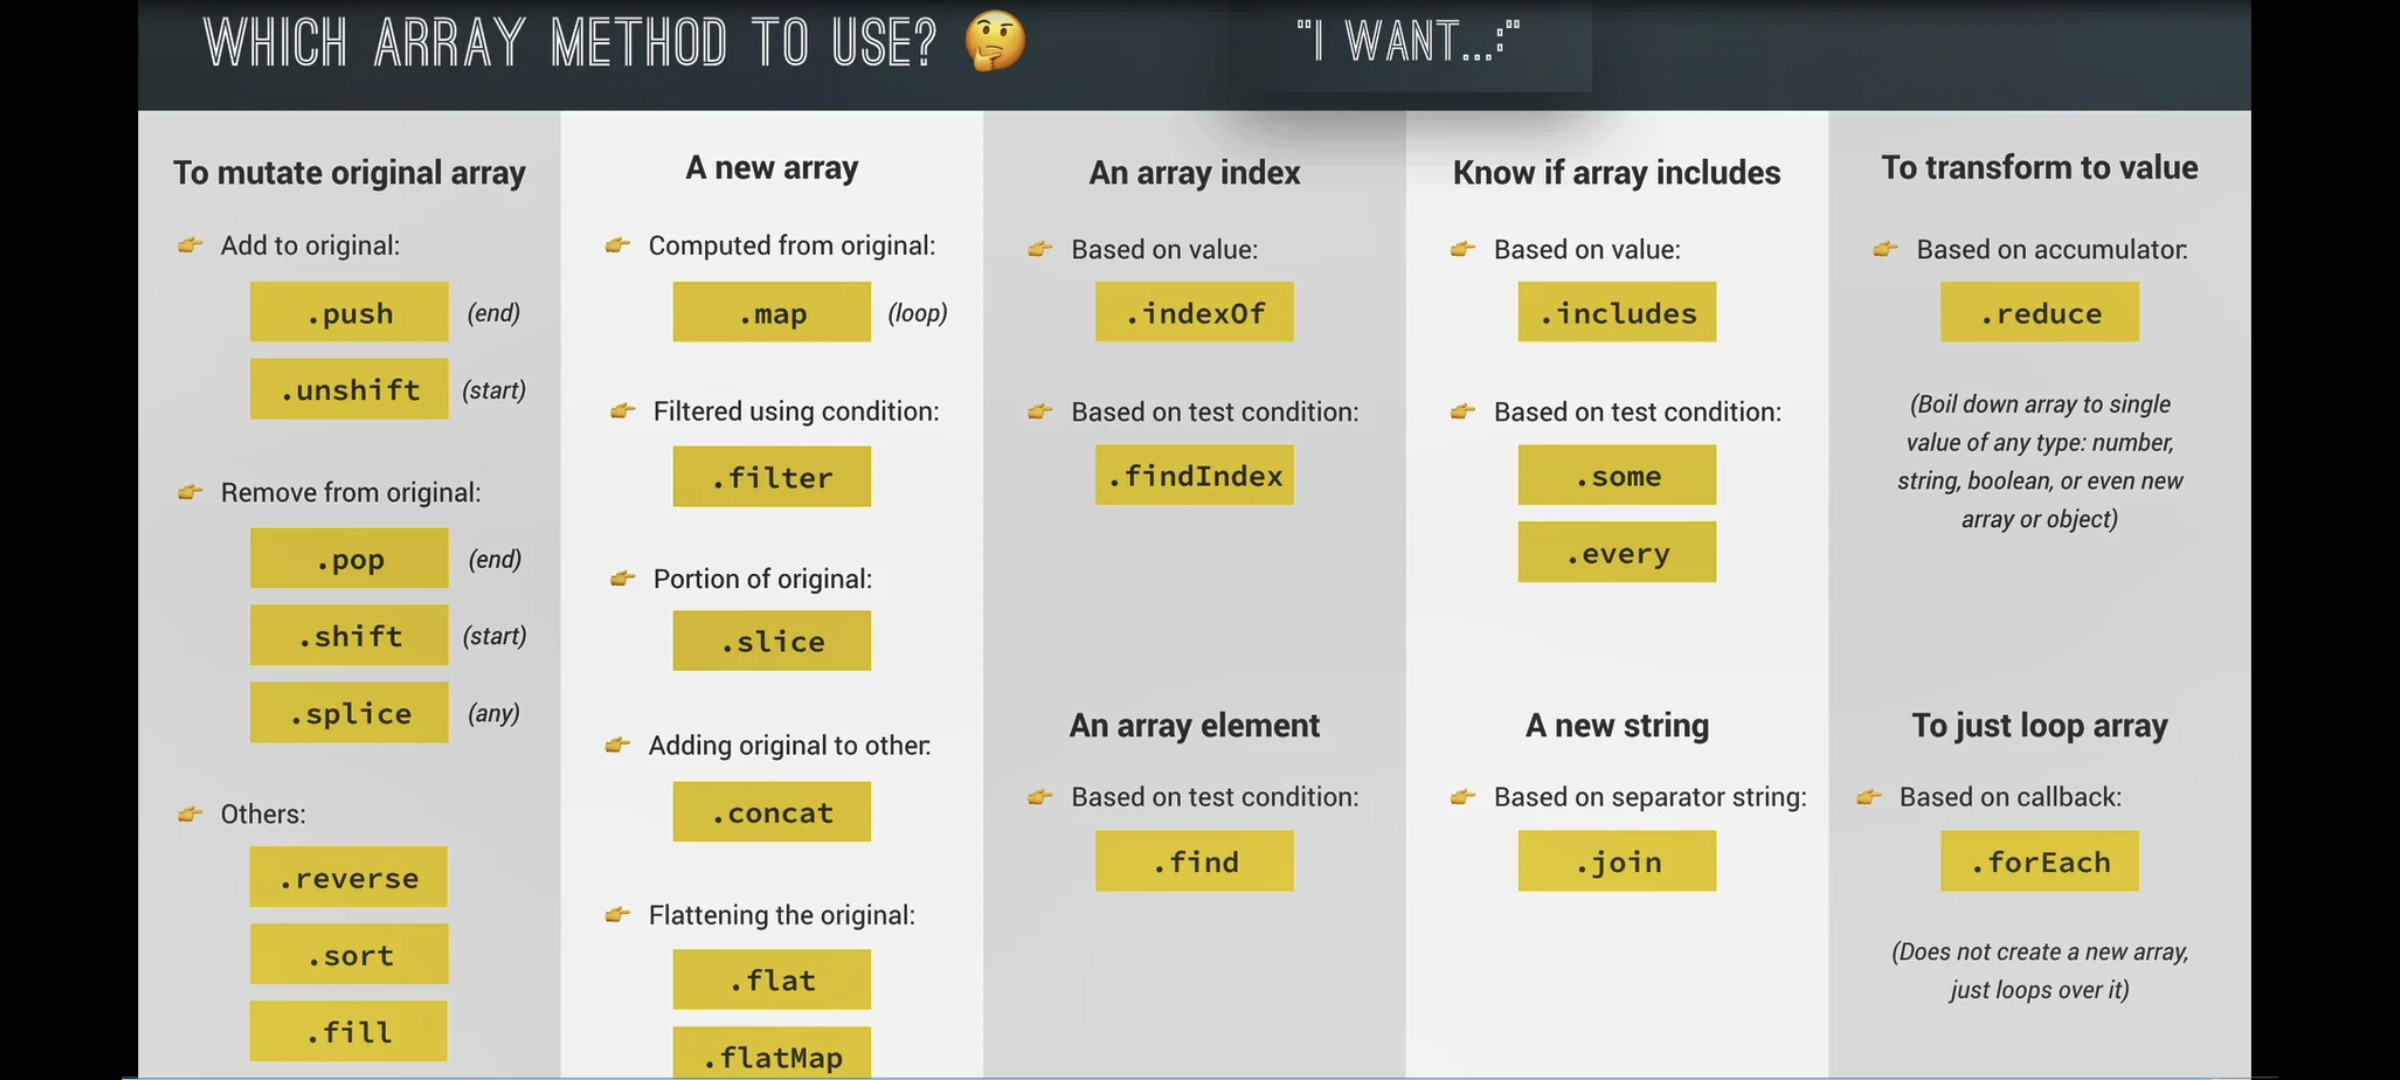 WHICH ARRAY METHOD TO USE? 🤔
"I WANT...:"
To mutate original array
👉 Add to original:
.push (end)
.unshift (start)
👉 Remove from original:
.pop (end)
.shift (start)
.splice (any)
👉 Others:
.reverse
.sort
.fill
A new array
👉 Computed from original:
.map (loop)
👉 Filtered using condition:
.filter
👉 Portion of original:
.slice
👉 Adding original to other:
.concat
👉 Flattening the original:
.flat
.flatMap
An array index
👉 Based on value:
.indexOf
👉 Based on test condition:
.findIndex
An array element
👉 Based on test condition:
.find
Know if array includes
👉 Based on value:
.includes
👉 Based on test condition:
.some
.every
A new string
👉 Based on separator string:
.join
To transform to value
👉 Based on accumulator:
.reduce
(Boil down array to single
value of any type: number,
string, boolean, or even new
array or object)
To just loop array
👉 Based on callback:
.forEach
(Does not create a new array,
just loops over it)